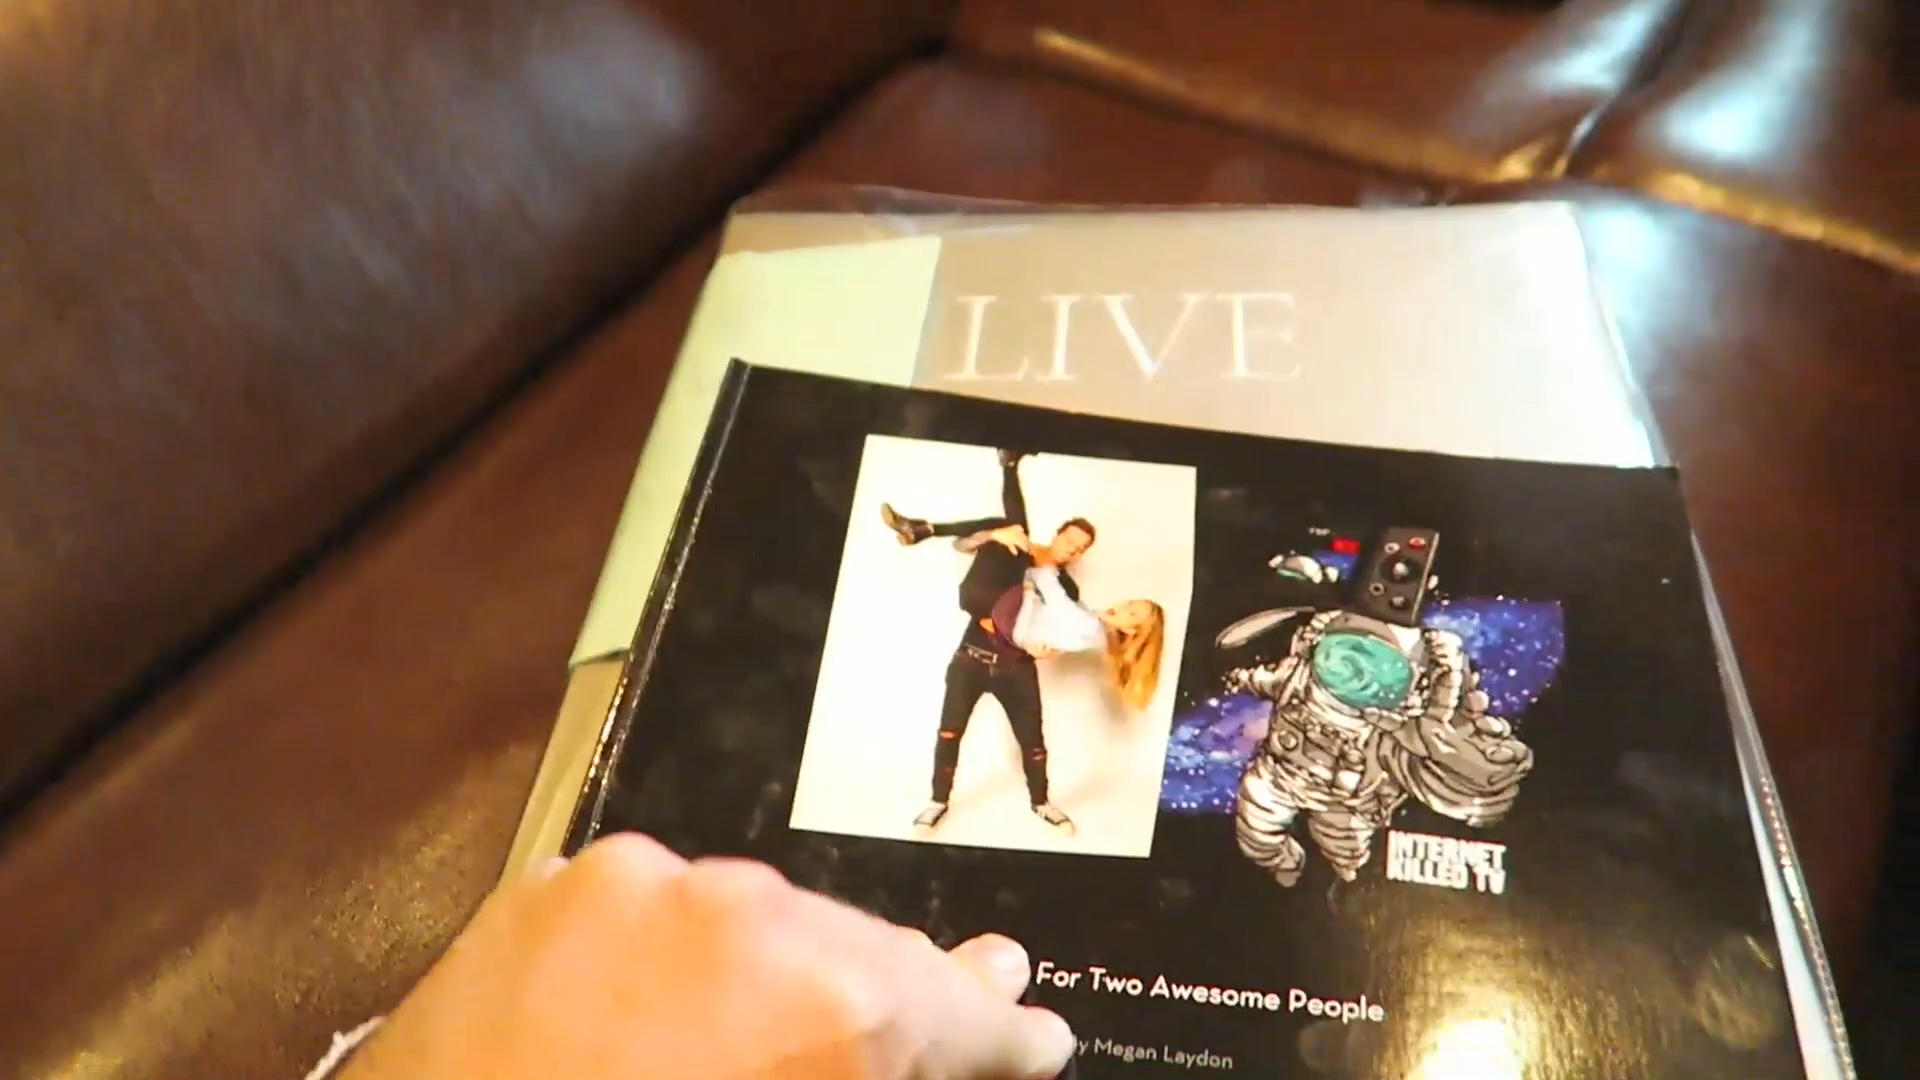 LIVE
INTERNET
KILLED TV
For Two Awesome People
y Megan Laydon